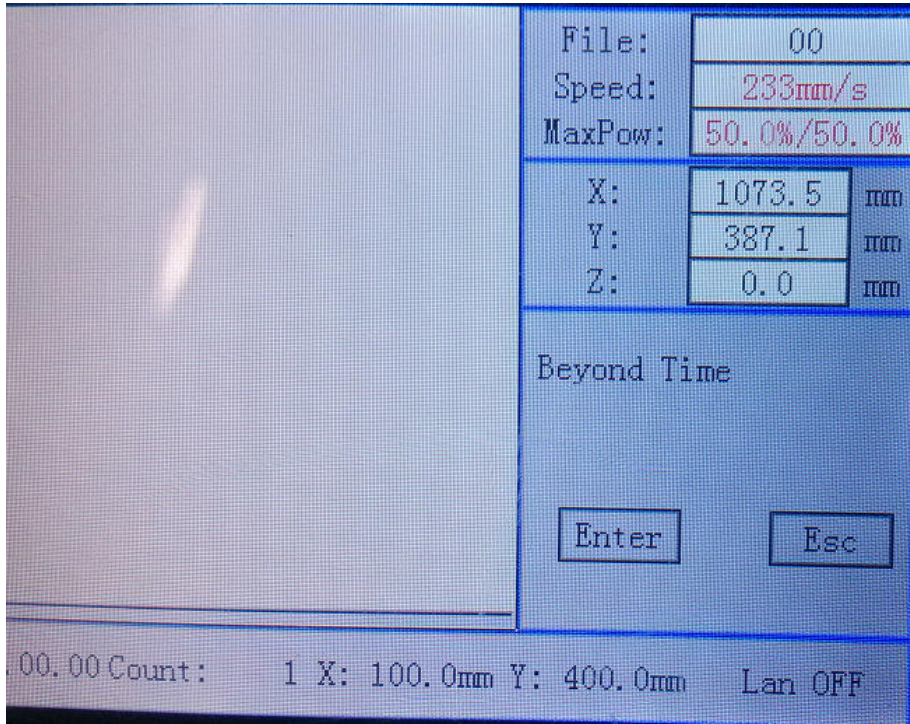 File: 00
Speed: 233mm/s
MaxPow: 50.0%/50.0%
X: 1073.5 mm
Y: 387.1 mm
Z: 0.0 mm
Beyond Time
Enter Esc
.00.00 Count: 1 X: 100.0mm Y: 400.0mm Lan OFF